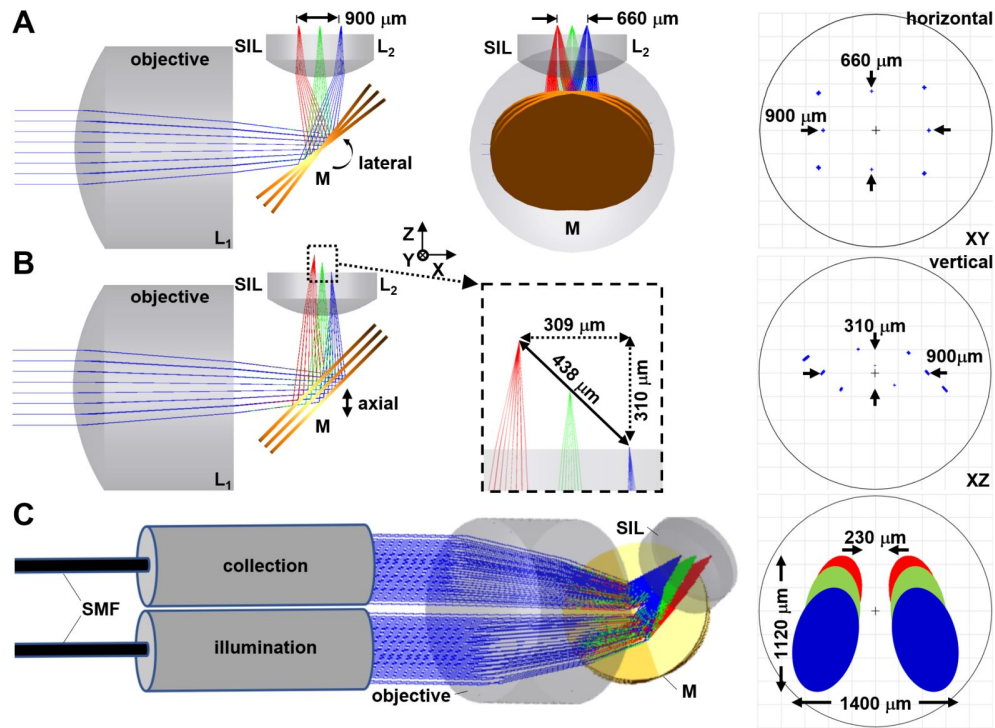 A
objective
L1
SIL
900 μm
L2
M
lateral
660 μm
SIL
L2
M
horizontal
660 μm
900 μm
XY
B
objective
L1
SIL
L2
Z
Y
X
M
axial
309 μm
438 μm
310 μm
vertical
310 μm
900μm
XZ
C
SMF
collection
illumination
objective
SIL
M
230 μm
1120 μm
1400 μm